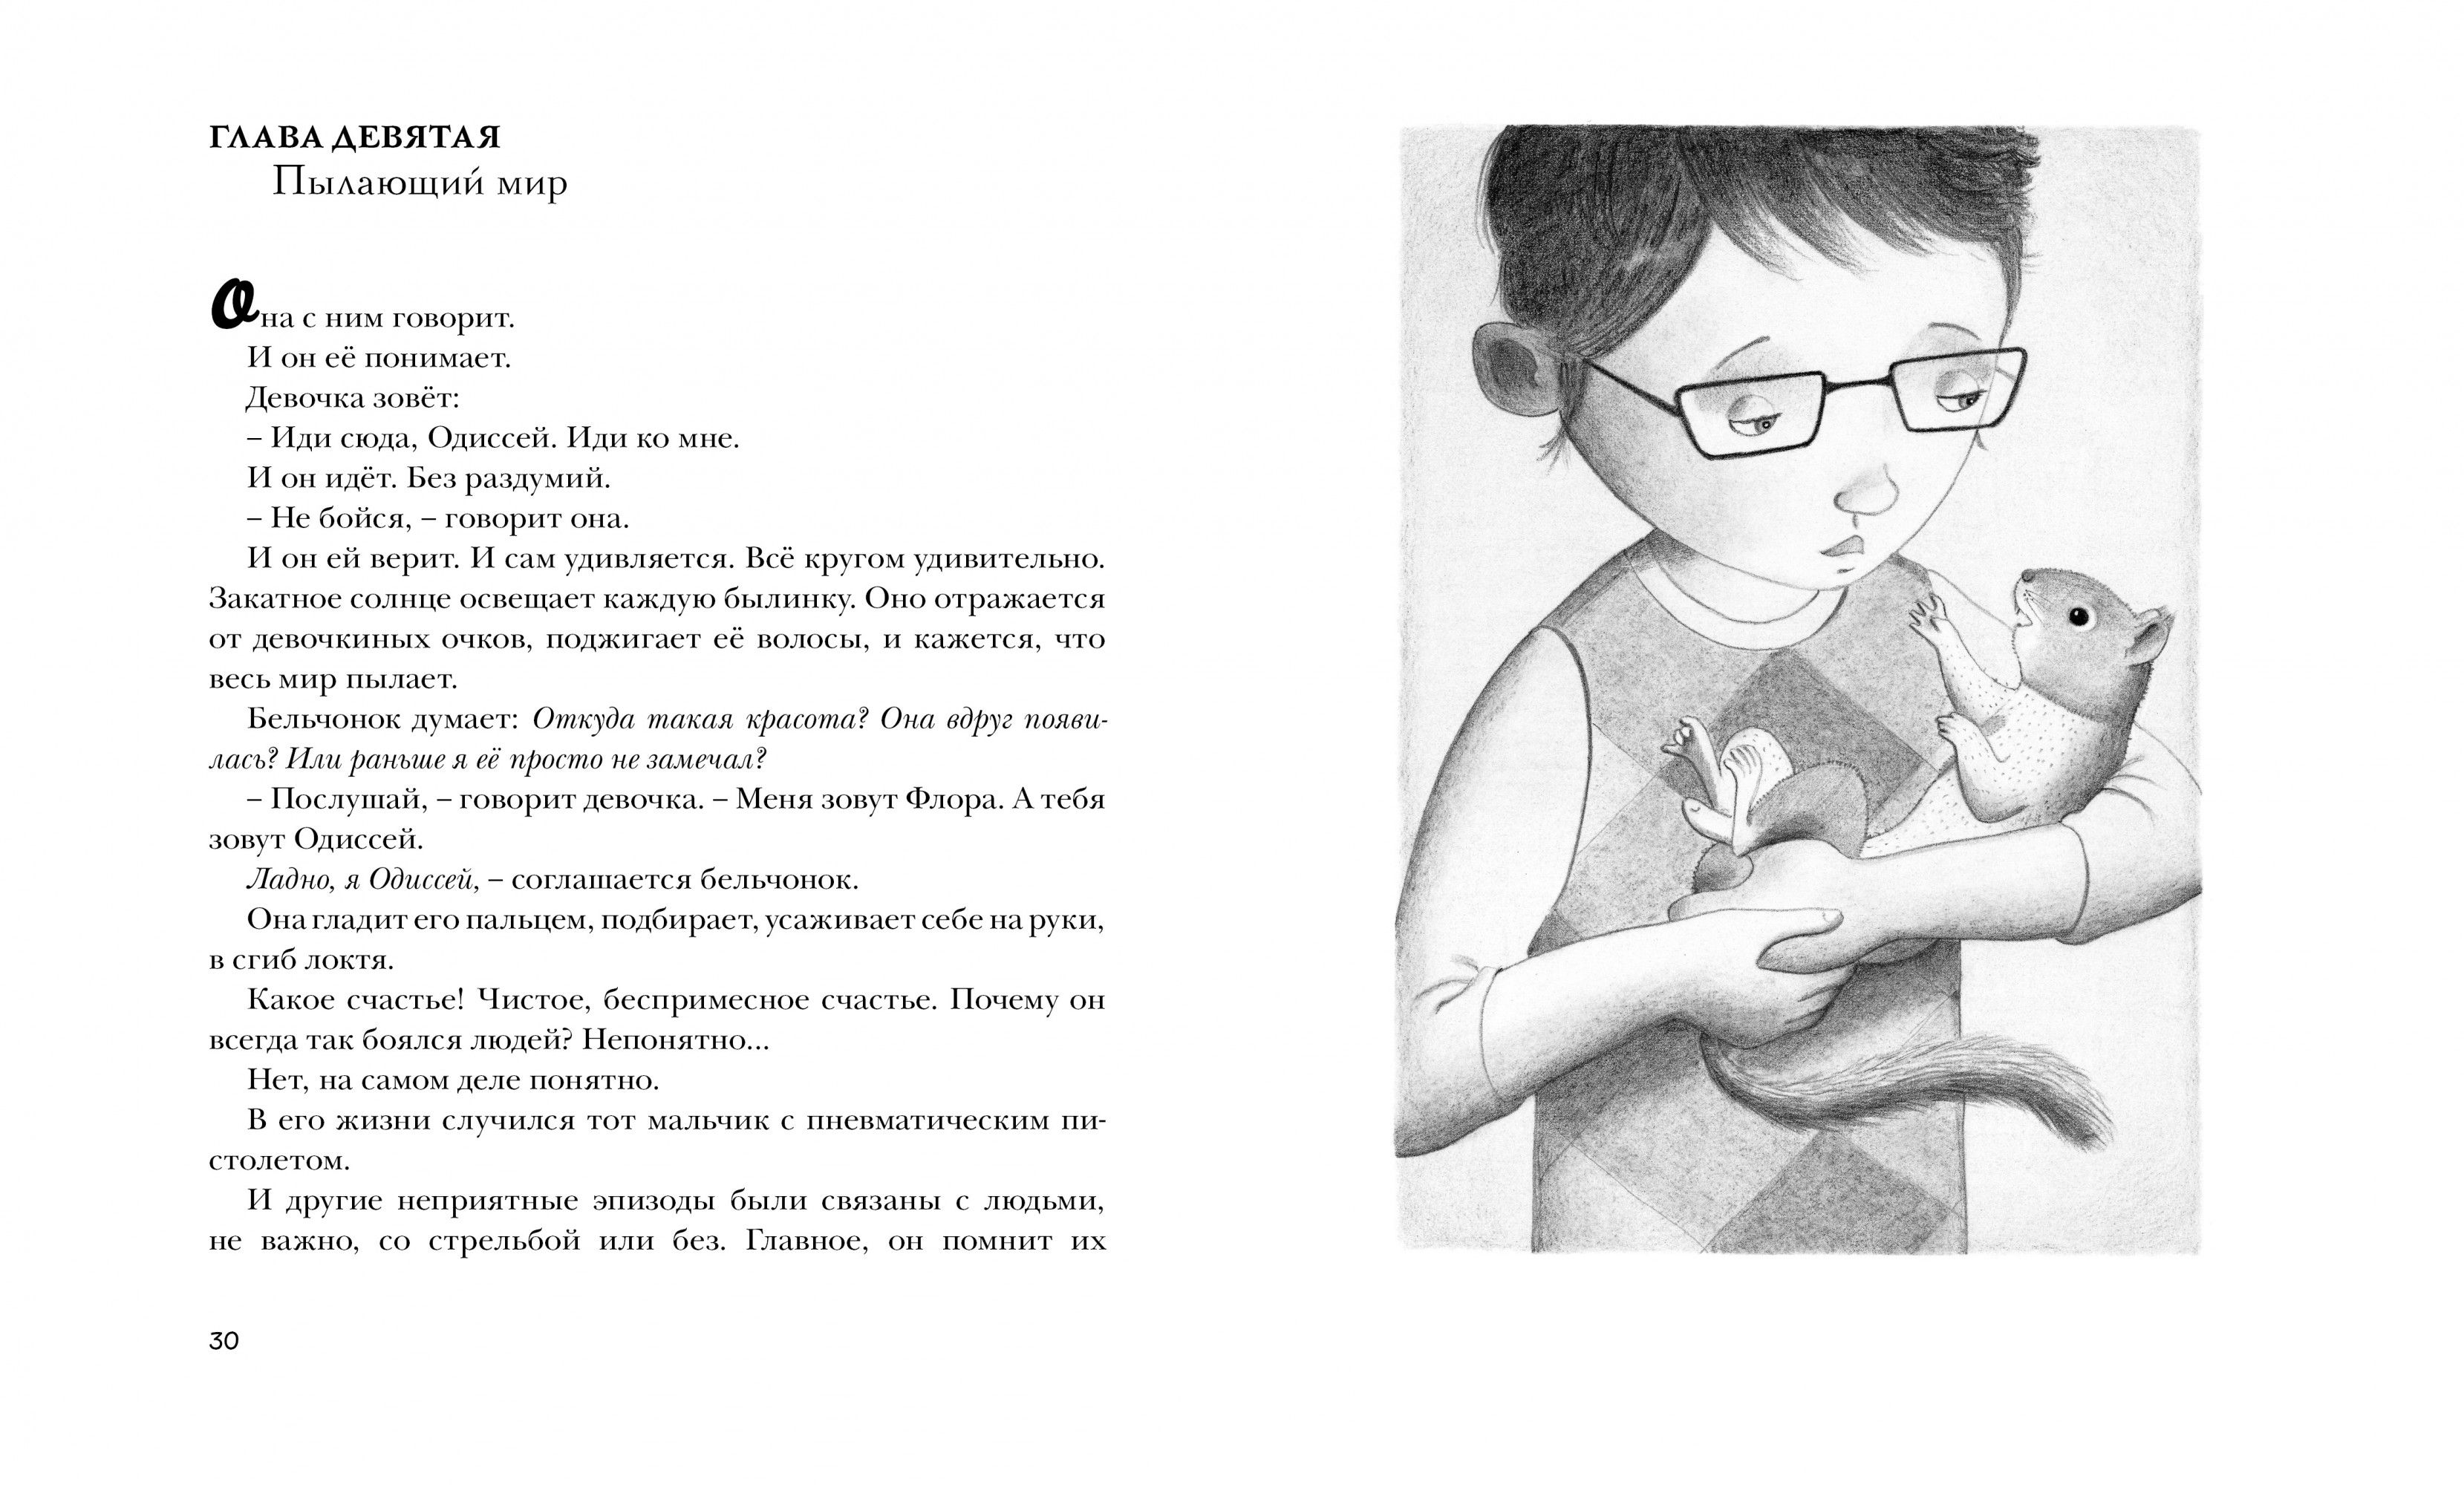 ГЛАВА ДЕВЯТАЯ
Пылающий мир
Она с ним говорит.
И он её понимает.
Девочка зовёт:
– Иди сюда, Одиссей. Иди ко мне.
И он идёт. Без раздумий.
– Не бойся, – говорит она.
И он ей верит. И сам удивляется. Всё кругом удивительно.
Закатное солнце освещает каждую былинку. Оно отражается
от девочкиных очков, поджигает её волосы, и кажется, что
весь мир пылает.
Бельчонок думает: Откуда такая красота? Она вдруг появи-
лась? Или раньше я её просто не замечал?
– Послушай, – говорит девочка. – Меня зовут Флора. А тебя
зовут Одиссей.
Ладно, я Одиссей, – соглашается бельчонок.
Она гладит его пальцем, подбирает, усаживает себе на руки,
в сгиб локтя.
Какое счастье! Чистое, беспримесное счастье. Почему он
всегда так боялся людей? Непонятно...
Нет, на самом деле понятно.
В его жизни случился тот мальчик с пневматическим пи-
столетом.
И другие неприятные эпизоды были связаны с людьми,
не важно, со стрельбой или без. Главное, он помнит их
30